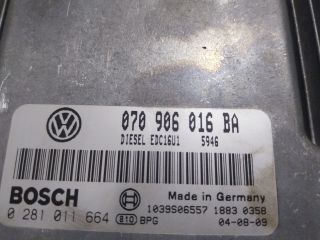 070 906 016 BA
DIESEL EDC16U1 5946
Made in Germany
BOSCH
1039S06557 1883 0358
0 281 011 664 810 BPG 04-08-09